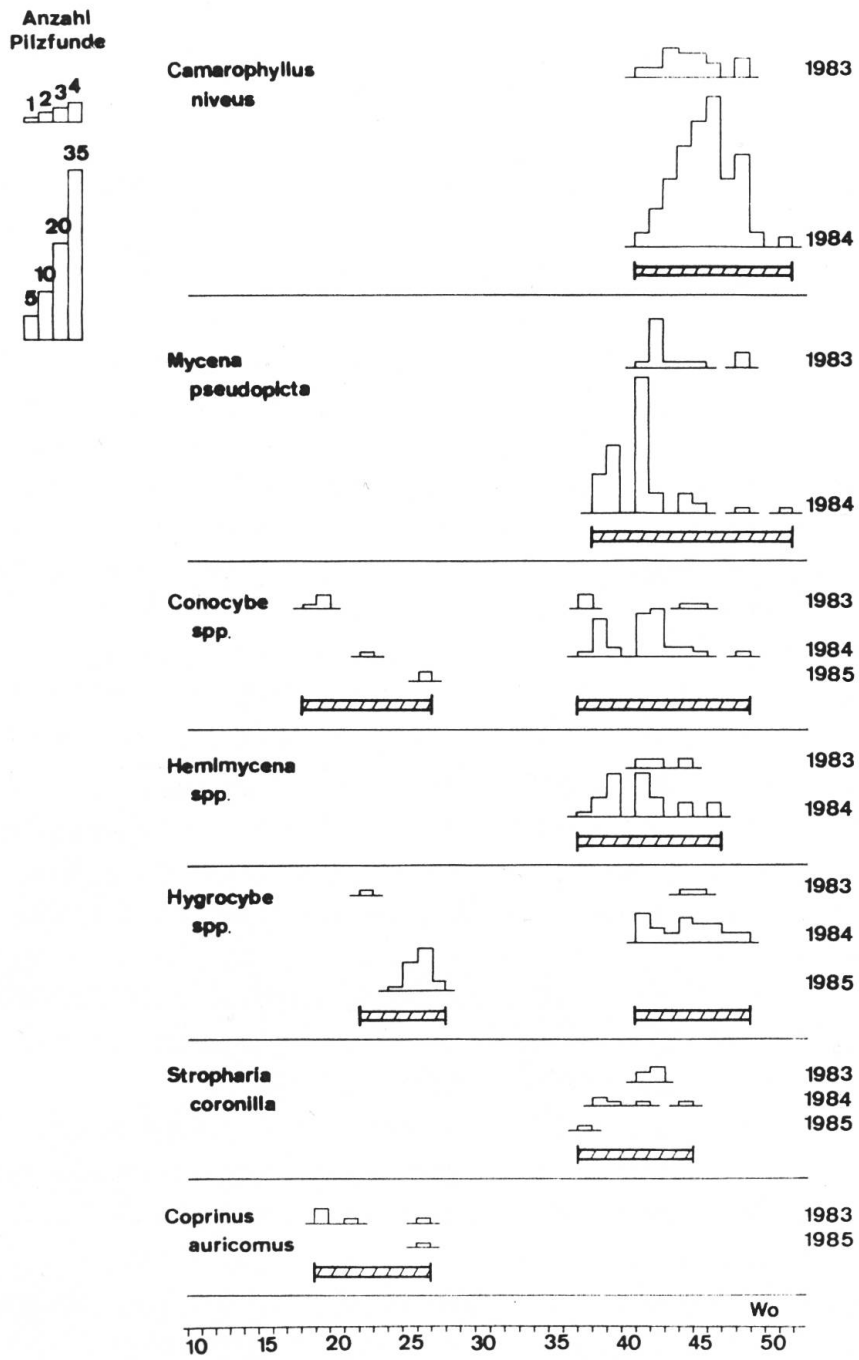 Anzahl
Pilzfunde
1 2 3 4
5 10 20 35
Camarophyllus
niveus
1983
1984
Mycena
pseudopicta
1983
1984
Conocybe
spp.
1983
1984
1985
Hemimycena
spp.
1983
1984
Hygrocybe
spp.
1983
1984
1985
Stropharia
coronilla
1983
1984
1985
Coprinus
auricomus
1983
1985
Wo
10 20 25 30 35 40 45 50